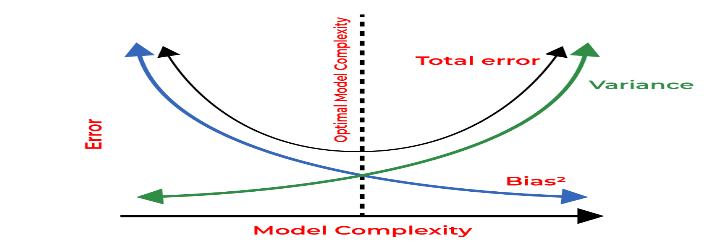 Optimal Model Complexity
Total error
Variance
Error
Bias²
Model Complexity